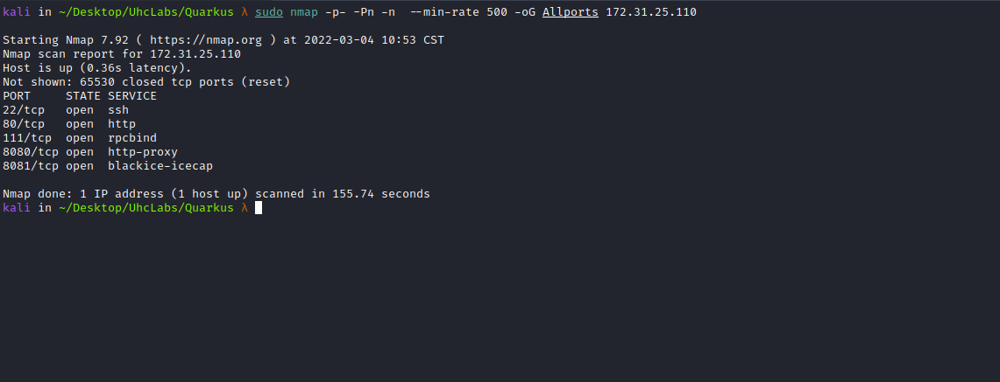 kali in ~/Desktop/UhcLabs/Quarkus λ sudo nmap -p- -Pn -n  --min-rate 500 -oG Allports 172.31.25.110

Starting Nmap 7.92 ( https://nmap.org ) at 2022-03-04 10:53 CST
Nmap scan report for 172.31.25.110
Host is up (0.36s latency).
Not shown: 65530 closed tcp ports (reset)
PORT     STATE SERVICE
22/tcp   open  ssh
80/tcp   open  http
111/tcp  open  rpcbind
8080/tcp open  http-proxy
8081/tcp open  blackice-icecap

Nmap done: 1 IP address (1 host up) scanned in 155.74 seconds
kali in ~/Desktop/UhcLabs/Quarkus λ